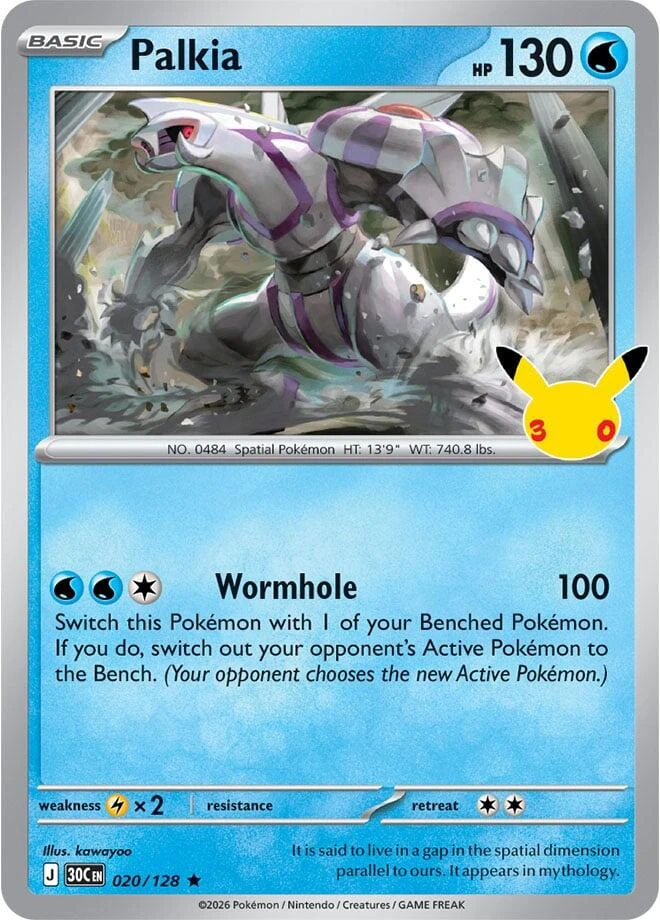 BASIC
Palkia
HP 130
30
NO. 0484 Spatial Pokémon HT: 13'9" WT: 740.8 lbs.
Wormhole 100
Switch this Pokémon with 1 of your Benched Pokémon.
If you do, switch out your opponent's Active Pokémon to
the Bench. (Your opponent chooses the new Active Pokémon.)
weakness ×2 resistance retreat
Illus. kawayoo
It is said to live in a gap in the spatial dimension
parallel to ours. It appears in mythology.
J 30C EN 020/128 ★
©2026 Pokémon / Nintendo / Creatures / GAME FREAK